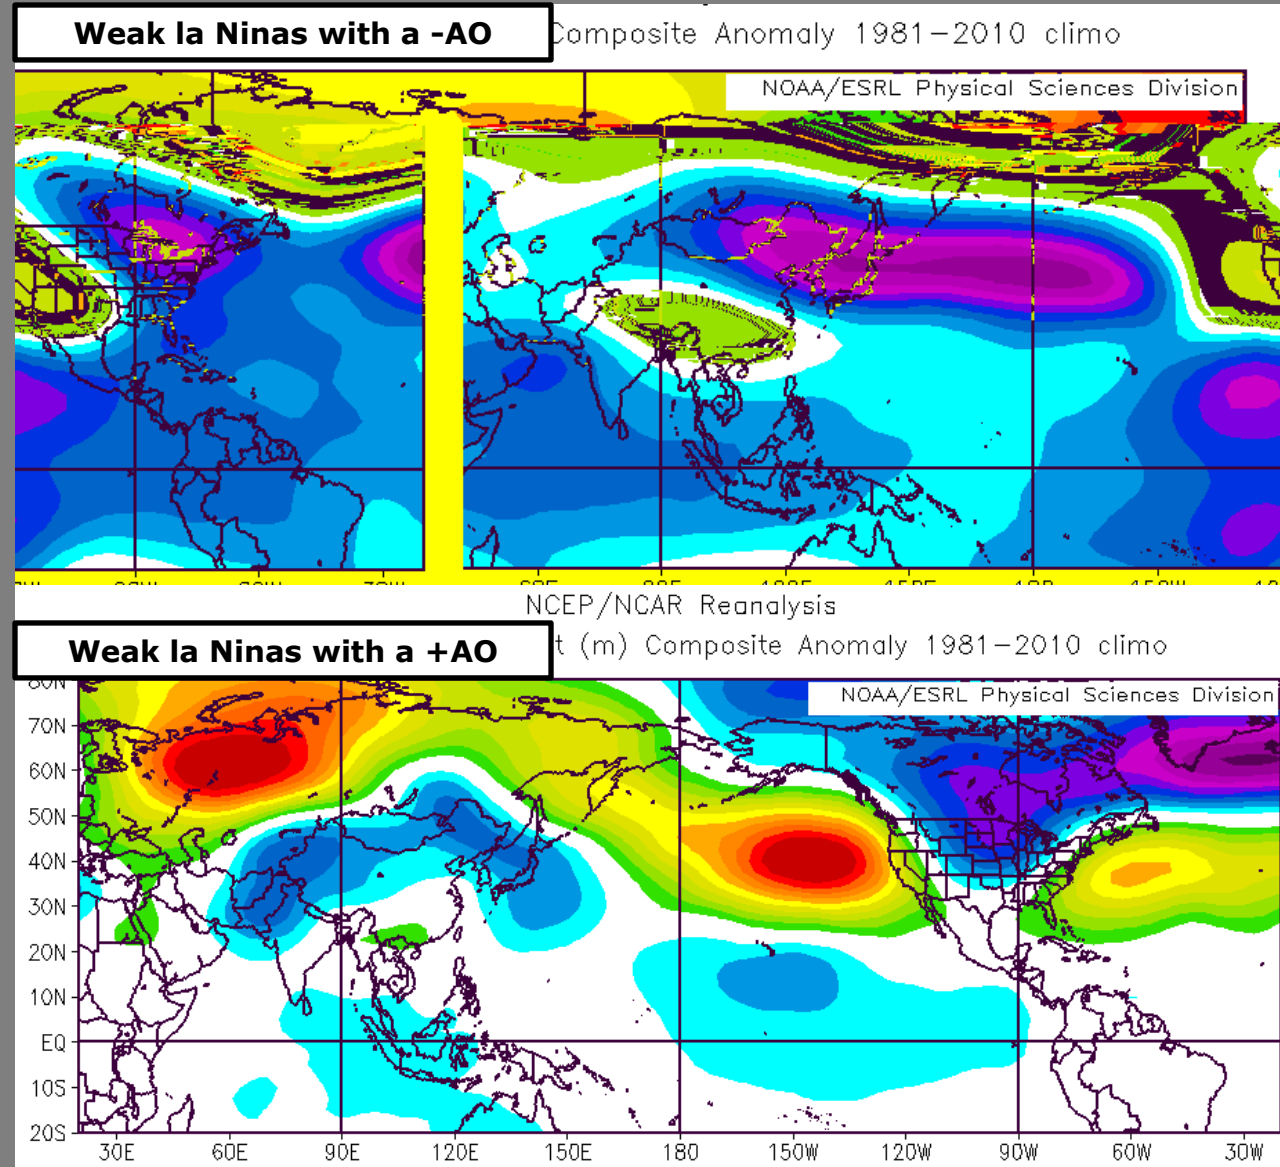 Weak la Ninas with a -AO
Composite Anomaly 1981-2010 climo
NOAA/ESRL Physical Sciences Division
NCEP/NCAR Reanalysis
Weak la Ninas with a +AO
t (m) Composite Anomaly 1981-2010 climo
NOAA/ESRL Physical Sciences Division
70N
60N
50N
40N
30N
20N
10N
EQ
10S
20S
30E 60E 90E 120E 150E 180 150W 120W 90W 60W 30W